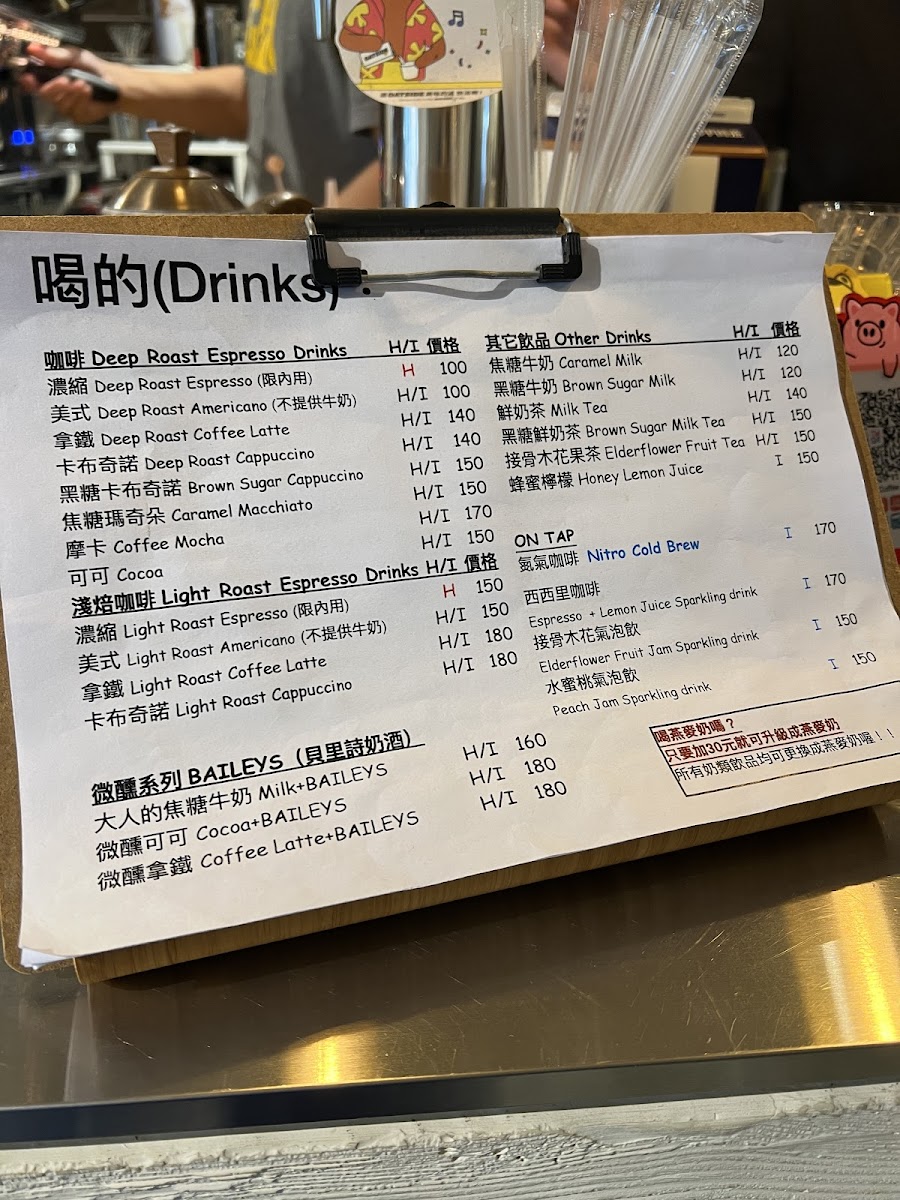 喝的(Drinks) :
咖啡 Deep Roast Espresso Drinks H/I 價格
濃縮 Deep Roast Espresso (限內用) H 100
美式 Deep Roast Americano (不提供牛奶) H/I 100
拿鐵 Deep Roast Coffee Latte H/I 140
卡布奇諾 Deep Roast Cappuccino H/I 140
黑糖卡布奇諾 Brown Sugar Cappuccino H/I 150
焦糖瑪奇朵 Caramel Macchiato H/I 150
摩卡 Coffee Mocha H/I 170
可可 Cocoa H/I 150
淺焙咖啡 Light Roast Espresso Drinks H/I 價格
濃縮 Light Roast Espresso (限內用) H 150
美式 Light Roast Americano (不提供牛奶) H/I 150
拿鐵 Light Roast Coffee Latte H/I 180
卡布奇諾 Light Roast Cappuccino H/I 180
微醺系列 BAILEYS（貝里詩奶酒）
大人的焦糖牛奶 Milk+BAILEYS H/I 160
微醺可可 Cocoa+BAILEYS H/I 180
微醺拿鐵 Coffee Latte+BAILEYS H/I 180
其它飲品 Other Drinks H/I 價格
焦糖牛奶 Caramel Milk H/I 120
黑糖牛奶 Brown Sugar Milk H/I 120
鮮奶茶 Milk Tea H/I 140
黑糖鮮奶茶 Brown Sugar Milk Tea H/I 150
接骨木花果茶 Elderflower Fruit Tea H/I 150
蜂蜜檸檬 Honey Lemon Juice I 150
ON TAP
氮氣咖啡 Nitro Cold Brew I 170
西西里咖啡
Espresso + Lemon Juice Sparkling drink I 170
接骨木花氣泡飲
Elderflower Fruit Jam Sparkling drink I 150
水蜜桃氣泡飲
Peach Jam Sparkling drink I 150
喝燕麥奶嗎？
只要加30元就可升級成燕麥奶
所有奶類飲品均可更換成燕麥奶喔！！